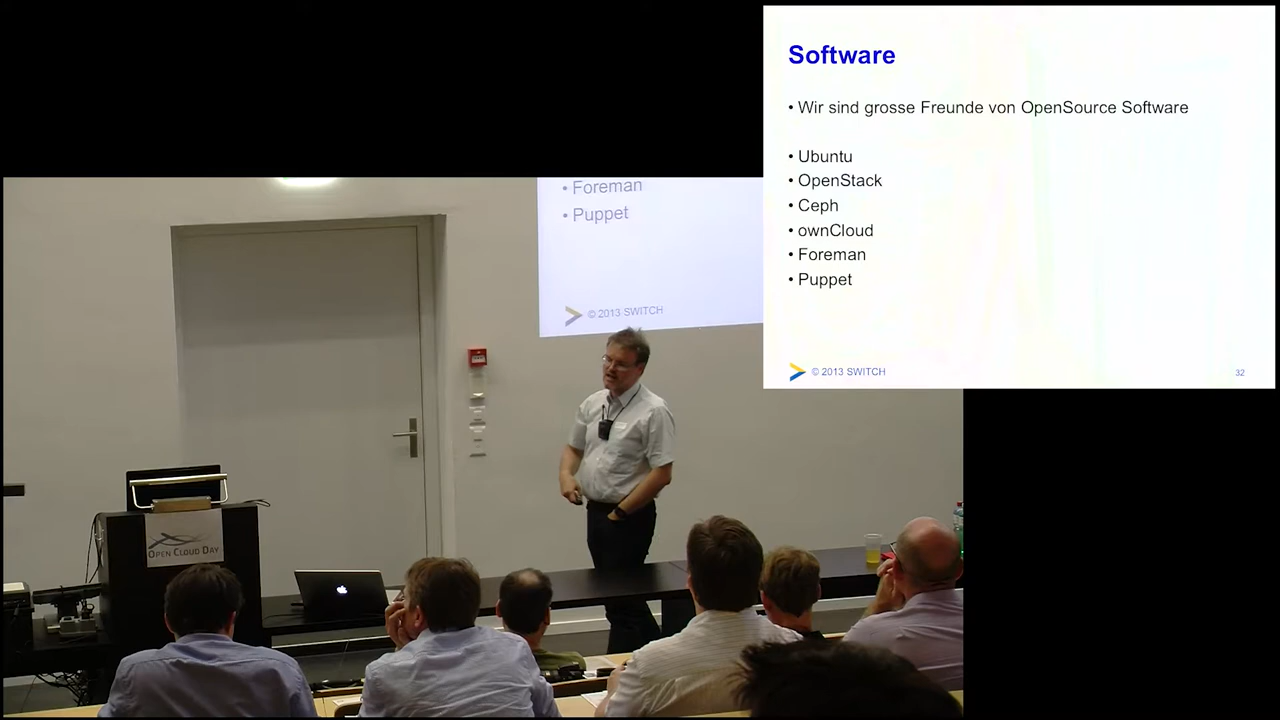 Software
• Wir sind grosse Freunde von OpenSource Software
• Ubuntu
• OpenStack
• Ceph
• ownCloud
• Foreman
• Puppet
© 2013 SWITCH
32
• Foreman
• Puppet
© 2013 SWITCH
OPEN CLOUD DAY